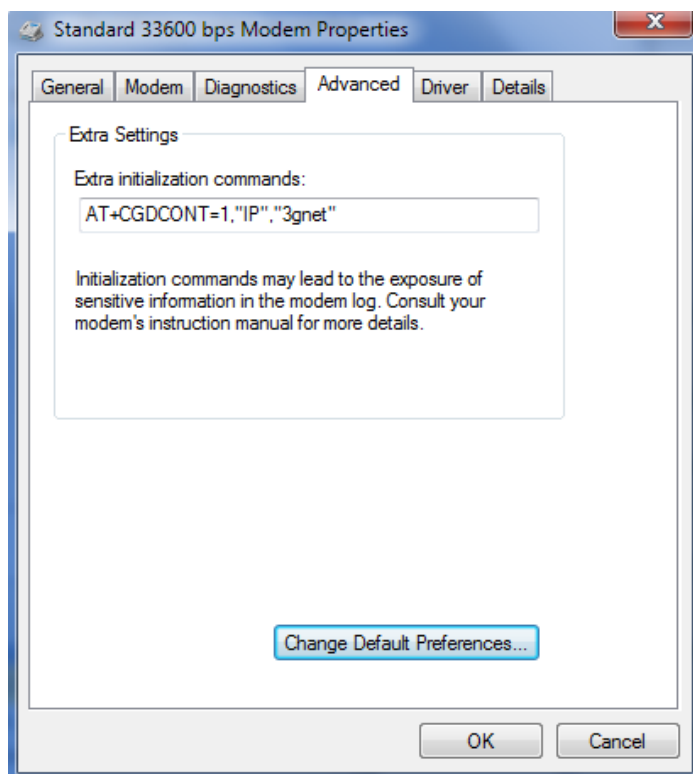 Standard 33600 bps Modem Properties
General Modem Diagnostics Advanced Driver Details
Extra Settings
Extra initialization commands:
AT+CGDCONT=1,"IP","3gnet"
Initialization commands may lead to the exposure of
sensitive information in the modem log. Consult your
modem's instruction manual for more details.
Change Default Preferences...
OK Cancel